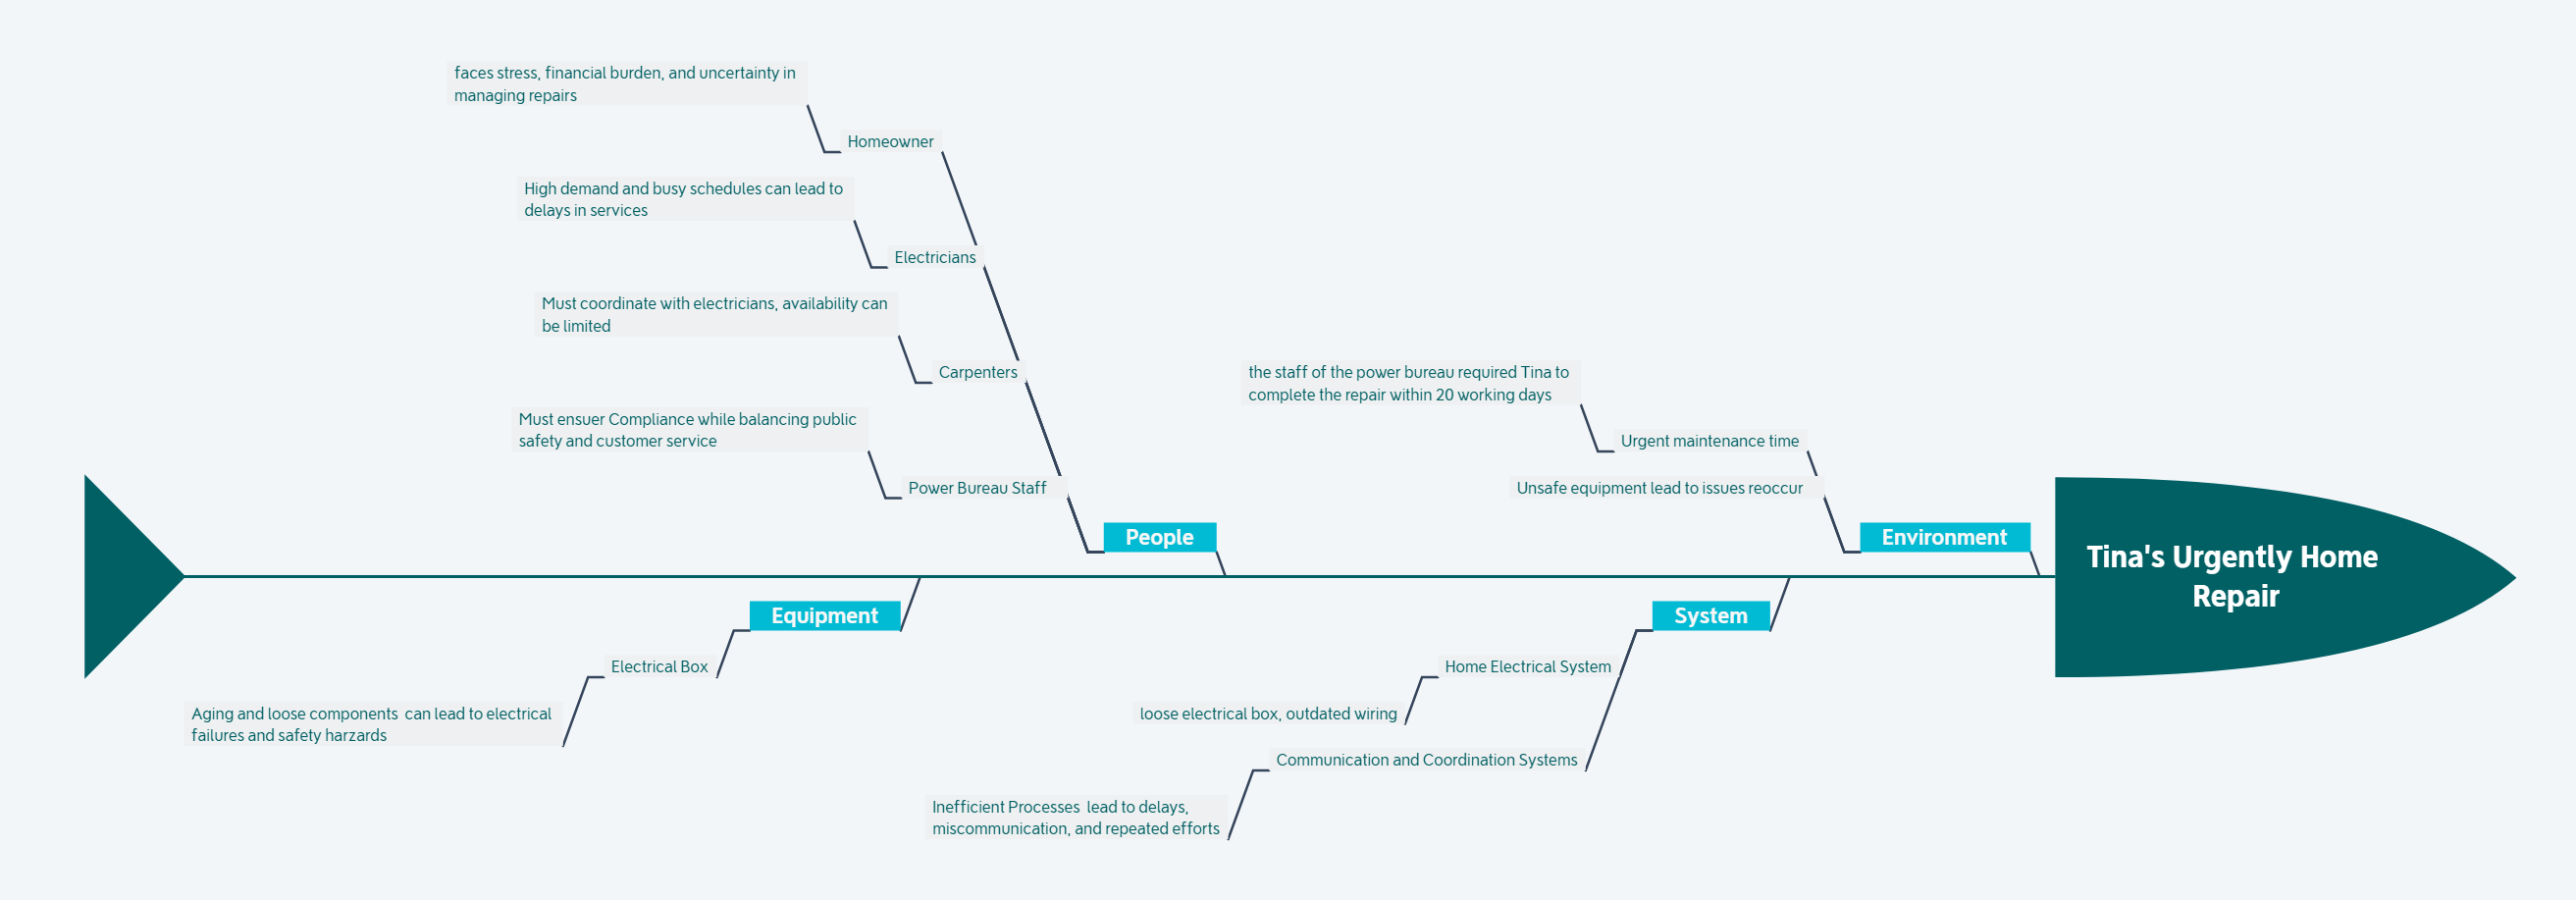 faces stress, financial burden, and uncertainty in
managing repairs
Homeowner
High demand and busy schedules can lead to
delays in services
Electricians
Must coordinate with electricians, availability can
be limited
Carpenters
Must ensuer Compliance while balancing public
safety and customer service
Power Bureau Staff
People
the staff of the power bureau required Tina to
complete the repair within 20 working days
Urgent maintenance time
Unsafe equipment lead to issues reoccur
Environment
Tina's Urgently Home
Repair
Equipment
Electrical Box
Aging and loose components  can lead to electrical
failures and safety harzards
System
Home Electrical System
loose electrical box, outdated wiring
Communication and Coordination Systems
Inefficient Processes  lead to delays,
miscommunication, and repeated efforts